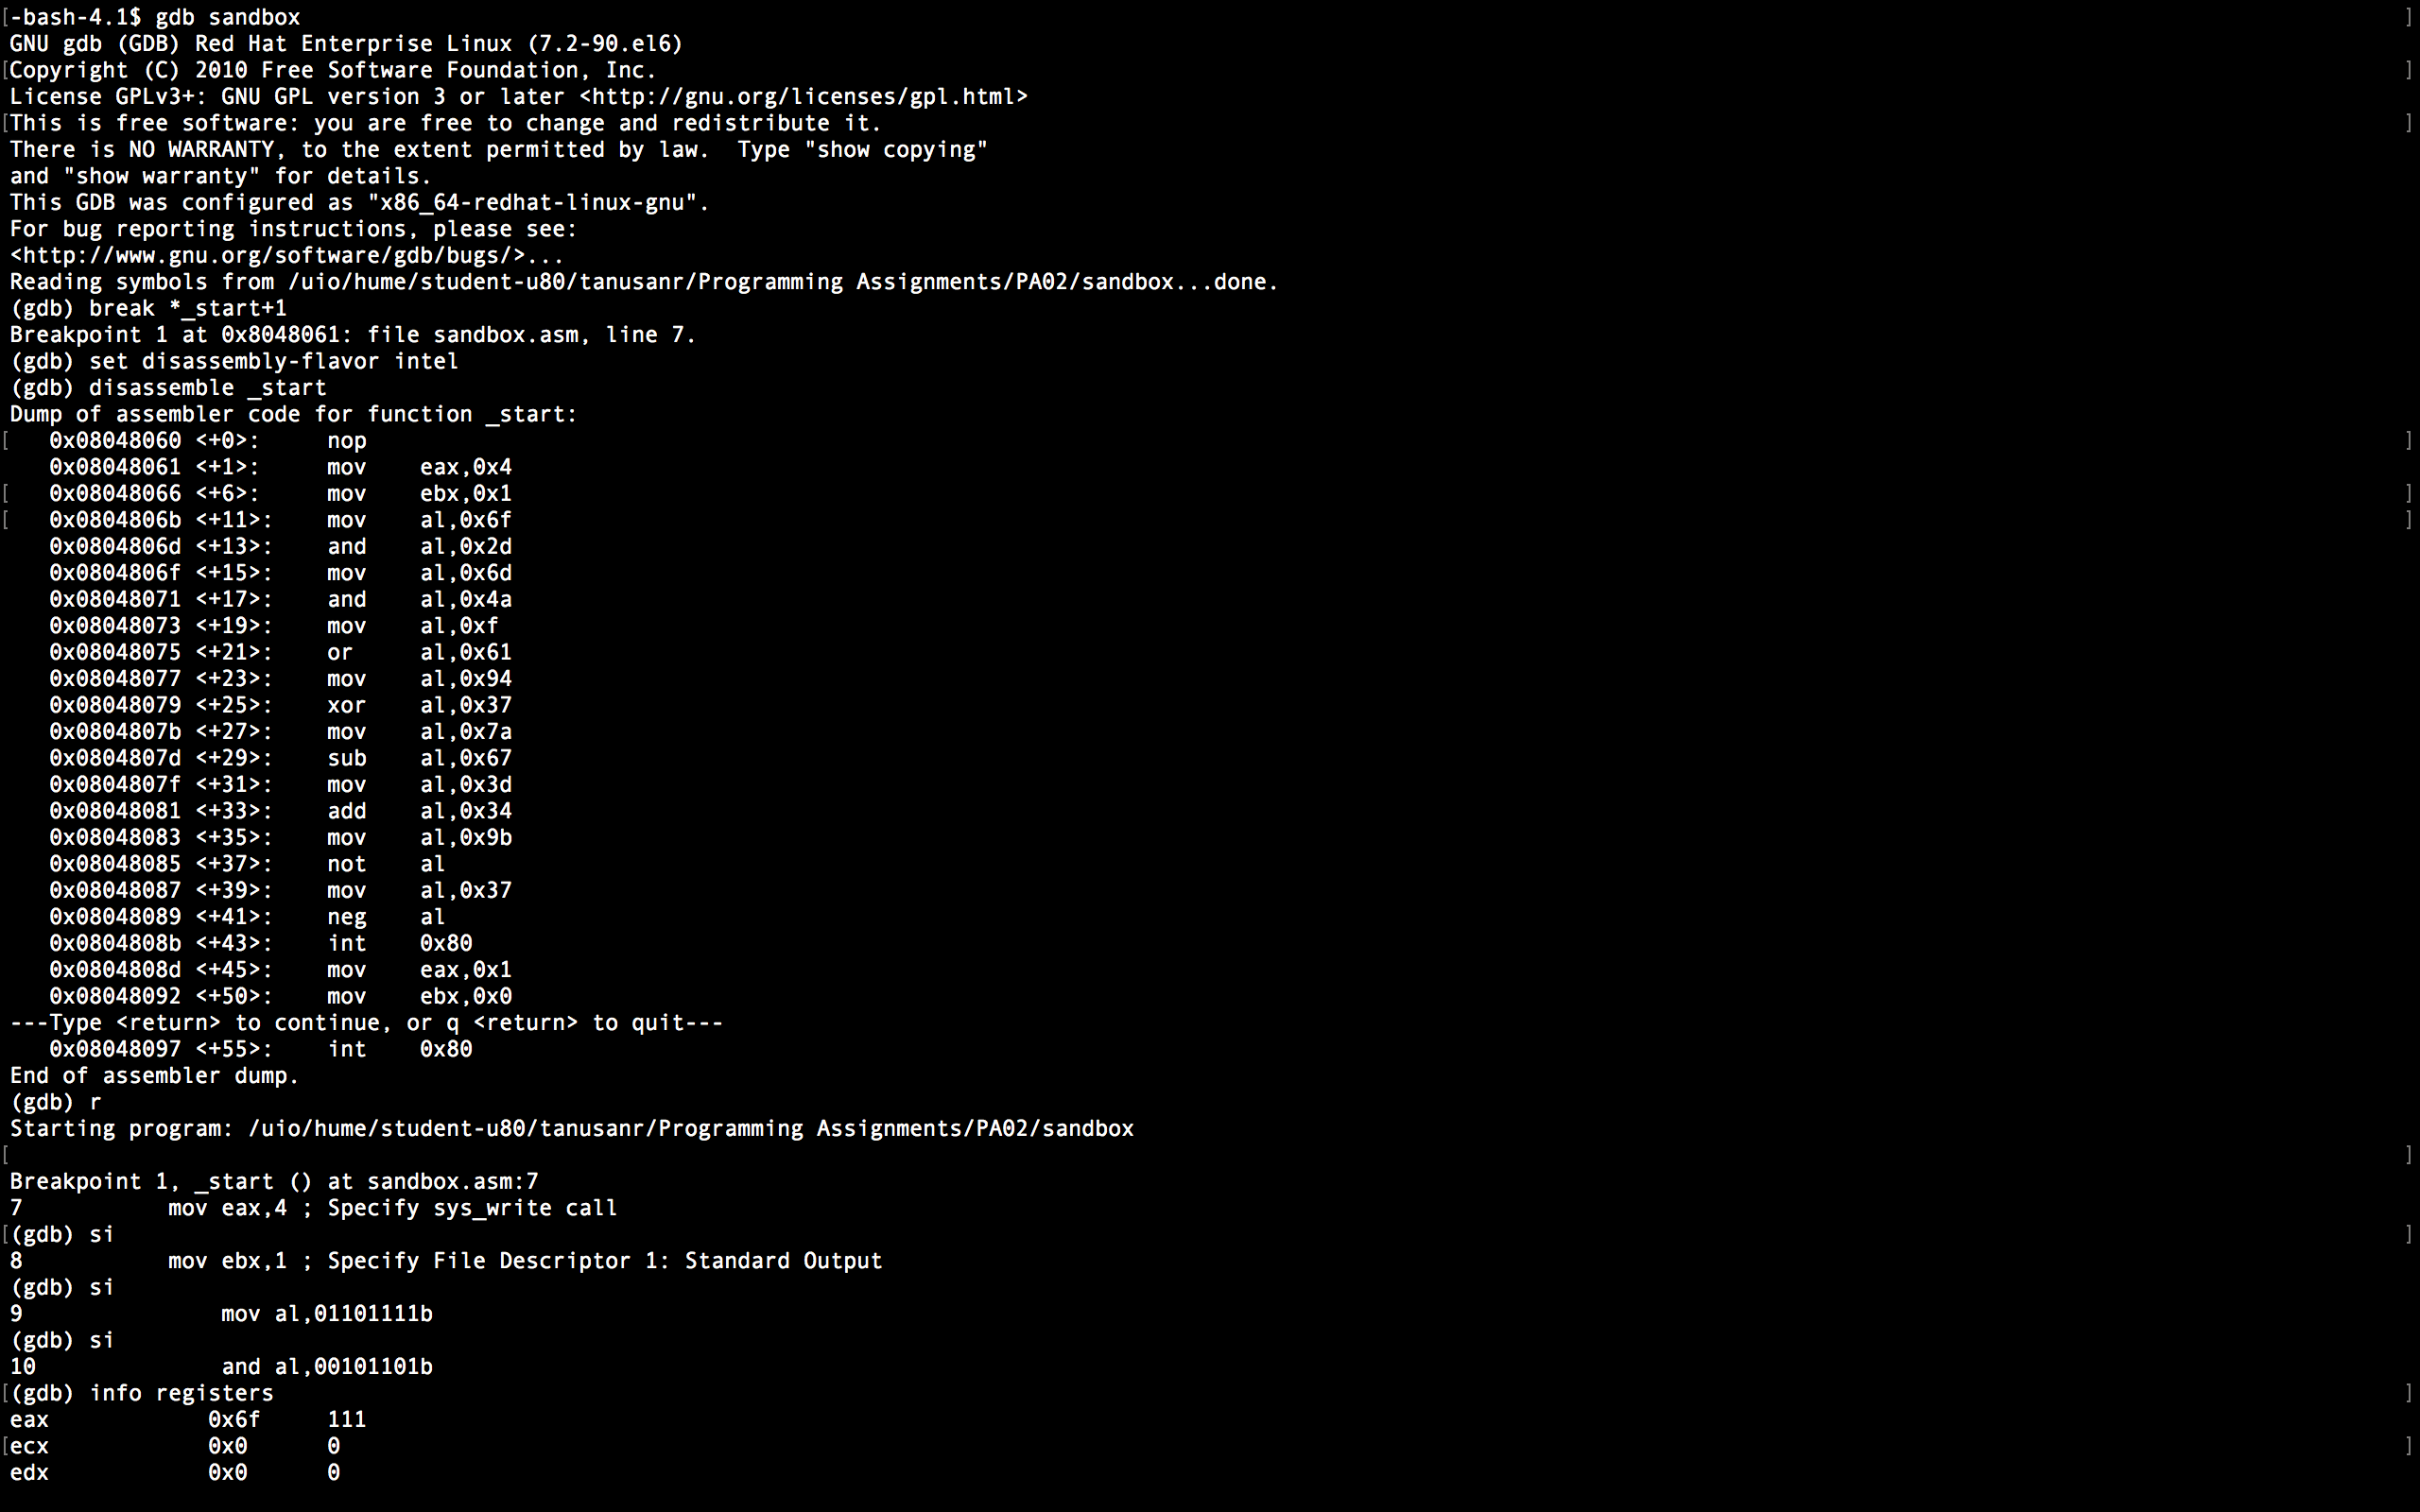 [-bash-4.1$ gdb sandbox ]
GNU gdb (GDB) Red Hat Enterprise Linux (7.2-90.el6)
[Copyright (C) 2010 Free Software Foundation, Inc. ]
License GPLv3+: GNU GPL version 3 or later <http://gnu.org/licenses/gpl.html>
[This is free software: you are free to change and redistribute it. ]
There is NO WARRANTY, to the extent permitted by law.  Type "show copying"
and "show warranty" for details.
This GDB was configured as "x86_64-redhat-linux-gnu".
For bug reporting instructions, please see:
<http://www.gnu.org/software/gdb/bugs/>...
Reading symbols from /uio/hume/student-u80/tanusanr/Programming Assignments/PA02/sandbox...done.
(gdb) break *_start+1
Breakpoint 1 at 0x8048061: file sandbox.asm, line 7.
(gdb) set disassembly-flavor intel
(gdb) disassemble _start
Dump of assembler code for function _start:
[   0x08048060 <+0>:     nop ]
   0x08048061 <+1>:     mov    eax,0x4
[   0x08048066 <+6>:     mov    ebx,0x1 ]
[   0x0804806b <+11>:    mov    al,0x6f ]
   0x0804806d <+13>:    and    al,0x2d
   0x0804806f <+15>:    mov    al,0x6d
   0x08048071 <+17>:    and    al,0x4a
   0x08048073 <+19>:    mov    al,0xf
   0x08048075 <+21>:    or     al,0x61
   0x08048077 <+23>:    mov    al,0x94
   0x08048079 <+25>:    xor    al,0x37
   0x0804807b <+27>:    mov    al,0x7a
   0x0804807d <+29>:    sub    al,0x67
   0x0804807f <+31>:    mov    al,0x3d
   0x08048081 <+33>:    add    al,0x34
   0x08048083 <+35>:    mov    al,0x9b
   0x08048085 <+37>:    not    al
   0x08048087 <+39>:    mov    al,0x37
   0x08048089 <+41>:    neg    al
   0x0804808b <+43>:    int    0x80
   0x0804808d <+45>:    mov    eax,0x1
   0x08048092 <+50>:    mov    ebx,0x0
---Type <return> to continue, or q <return> to quit---
   0x08048097 <+55>:    int    0x80
End of assembler dump.
(gdb) r
Starting program: /uio/hume/student-u80/tanusanr/Programming Assignments/PA02/sandbox
[ ]
Breakpoint 1, _start () at sandbox.asm:7
7           mov eax,4 ; Specify sys_write call
[(gdb) si ]
8           mov ebx,1 ; Specify File Descriptor 1: Standard Output
(gdb) si
9               mov al,01101111b
(gdb) si
10              and al,00101101b
[(gdb) info registers ]
eax            0x6f     111
[ecx            0x0      0 ]
edx            0x0      0